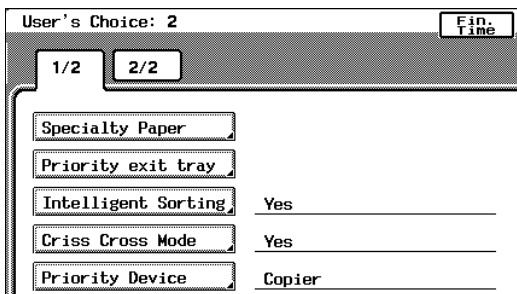 User's Choice: 2
Fin.
Time
1/2 2/2
Specialty Paper
Priority exit tray
Intelligent Sorting Yes
Criss Cross Mode Yes
Priority Device Copier